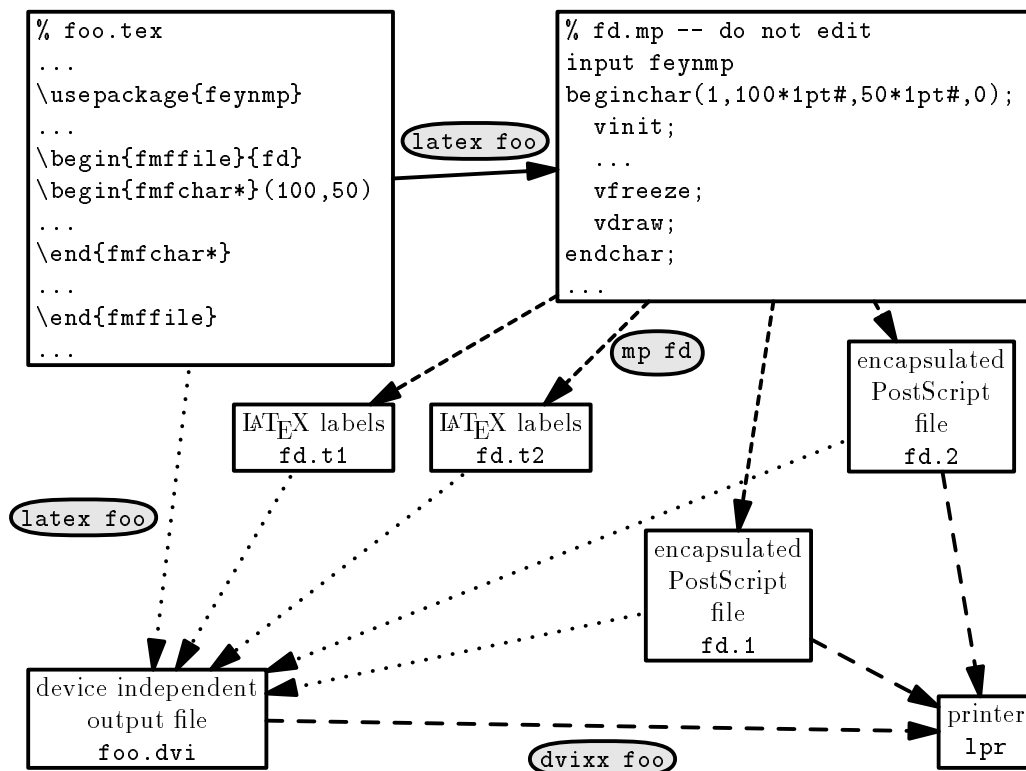 % foo.tex
...
\usepackage{feynmp}
...
\begin{fmffile}{fd}
\begin{fmfchar*}(100,50)
...
\end{fmfchar*}
...
\end{fmffile}
...
latex foo
% fd.mp -- do not edit
input feynmp
beginchar(1,100*1pt#,50*1pt#,0);
vinit;
...
vfreeze;
vdraw;
endchar;
...
mp fd
LATEX labels
fd.t1
LATEX labels
fd.t2
encapsulated
PostScript
file
fd.2
latex foo
encapsulated
PostScript
file
fd.1
device independent
output file
foo.dvi
dvixx foo
printer
lpr